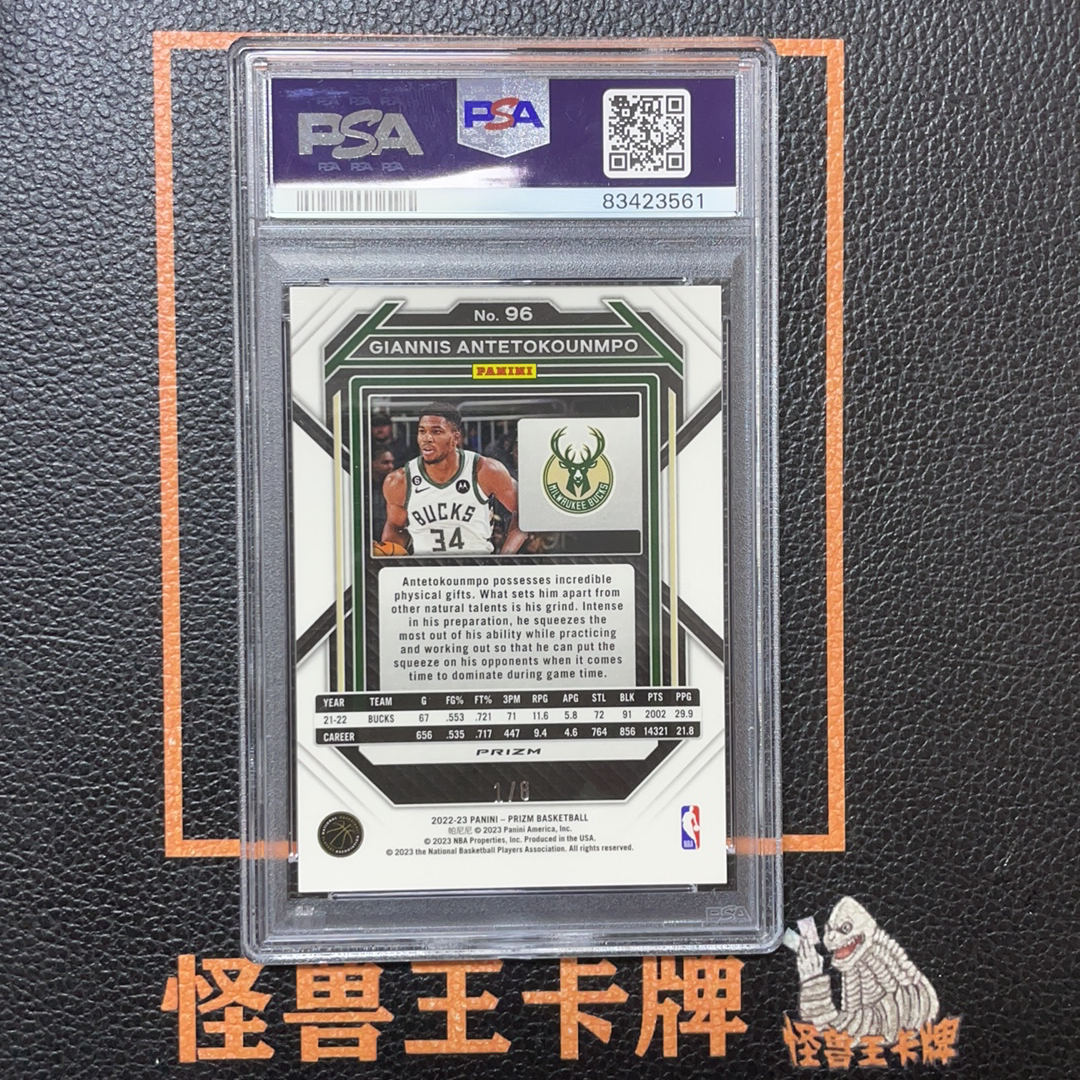 PSA
PSA
83423561
No. 96
GIANNIS ANTETOKOUNMPO
PANINI
MILWAUKEE BUCKS
6
BUCKS
34
Antetokounmpo possesses incredible
physical gifts. What sets him apart from
other natural talents is his grind. Intense
in his preparation, he squeezes the
most out of his ability while practicing
and working out so that he can put the
squeeze on his opponents when it comes
time to dominate during game time.
YEAR TEAM G FG% FT% 3PM RPG APG STL BLK PTS PPG
21-22 BUCKS 67 .553 .721 71 11.6 5.8 72 91 2002 29.9
CAREER 656 .535 .717 447 9.4 4.6 764 856 14321 21.8
PRIZM
1/8
2022-23 PANINI – PRIZM BASKETBALL
帕尼尼 © 2023 Panini America, Inc.
© 2023 NBA Properties, Inc. Produced in the USA.
© 2023 the National Basketball Players Association. All rights reserved.
NBA
PSA
怪兽王卡牌
怪兽王卡牌